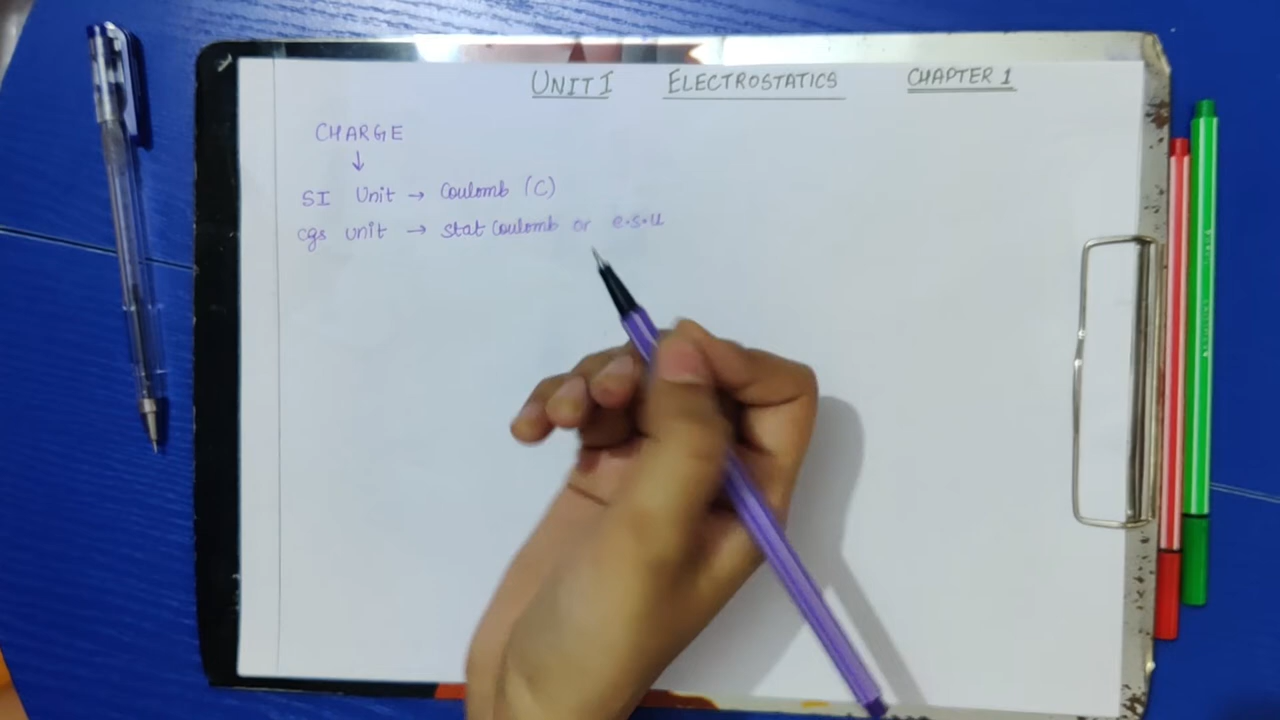 UNIT I ELECTROSTATICS CHAPTER 1
CHARGE
↓
SI Unit → Coulomb (C)
cgs unit → stat Coulomb or e.s.u